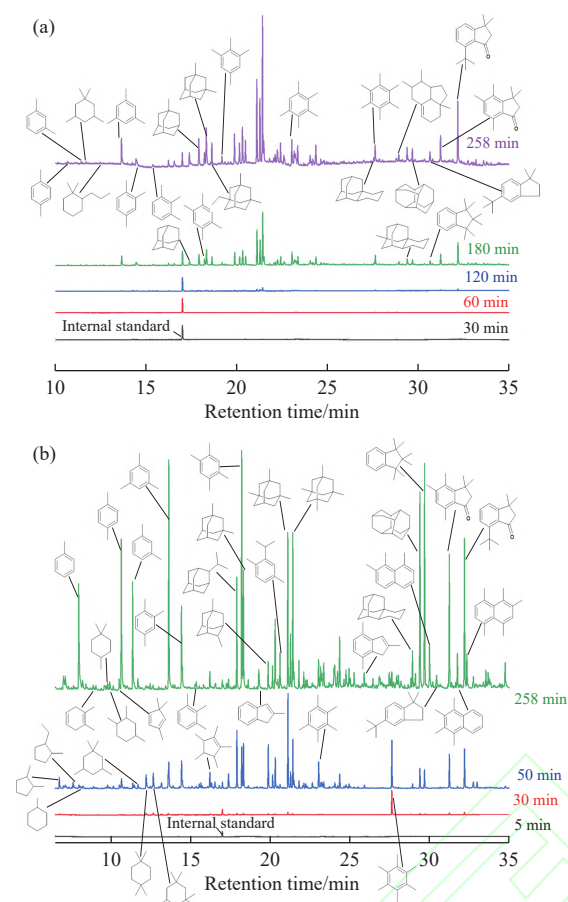 (a)
258 min
180 min
120 min
60 min
Internal standard
30 min
10 15 20 25 30 35
Retention time/min
(b)
258 min
50 min
30 min
Internal standard
5 min
10 15 20 25 30 35
Retention time/min